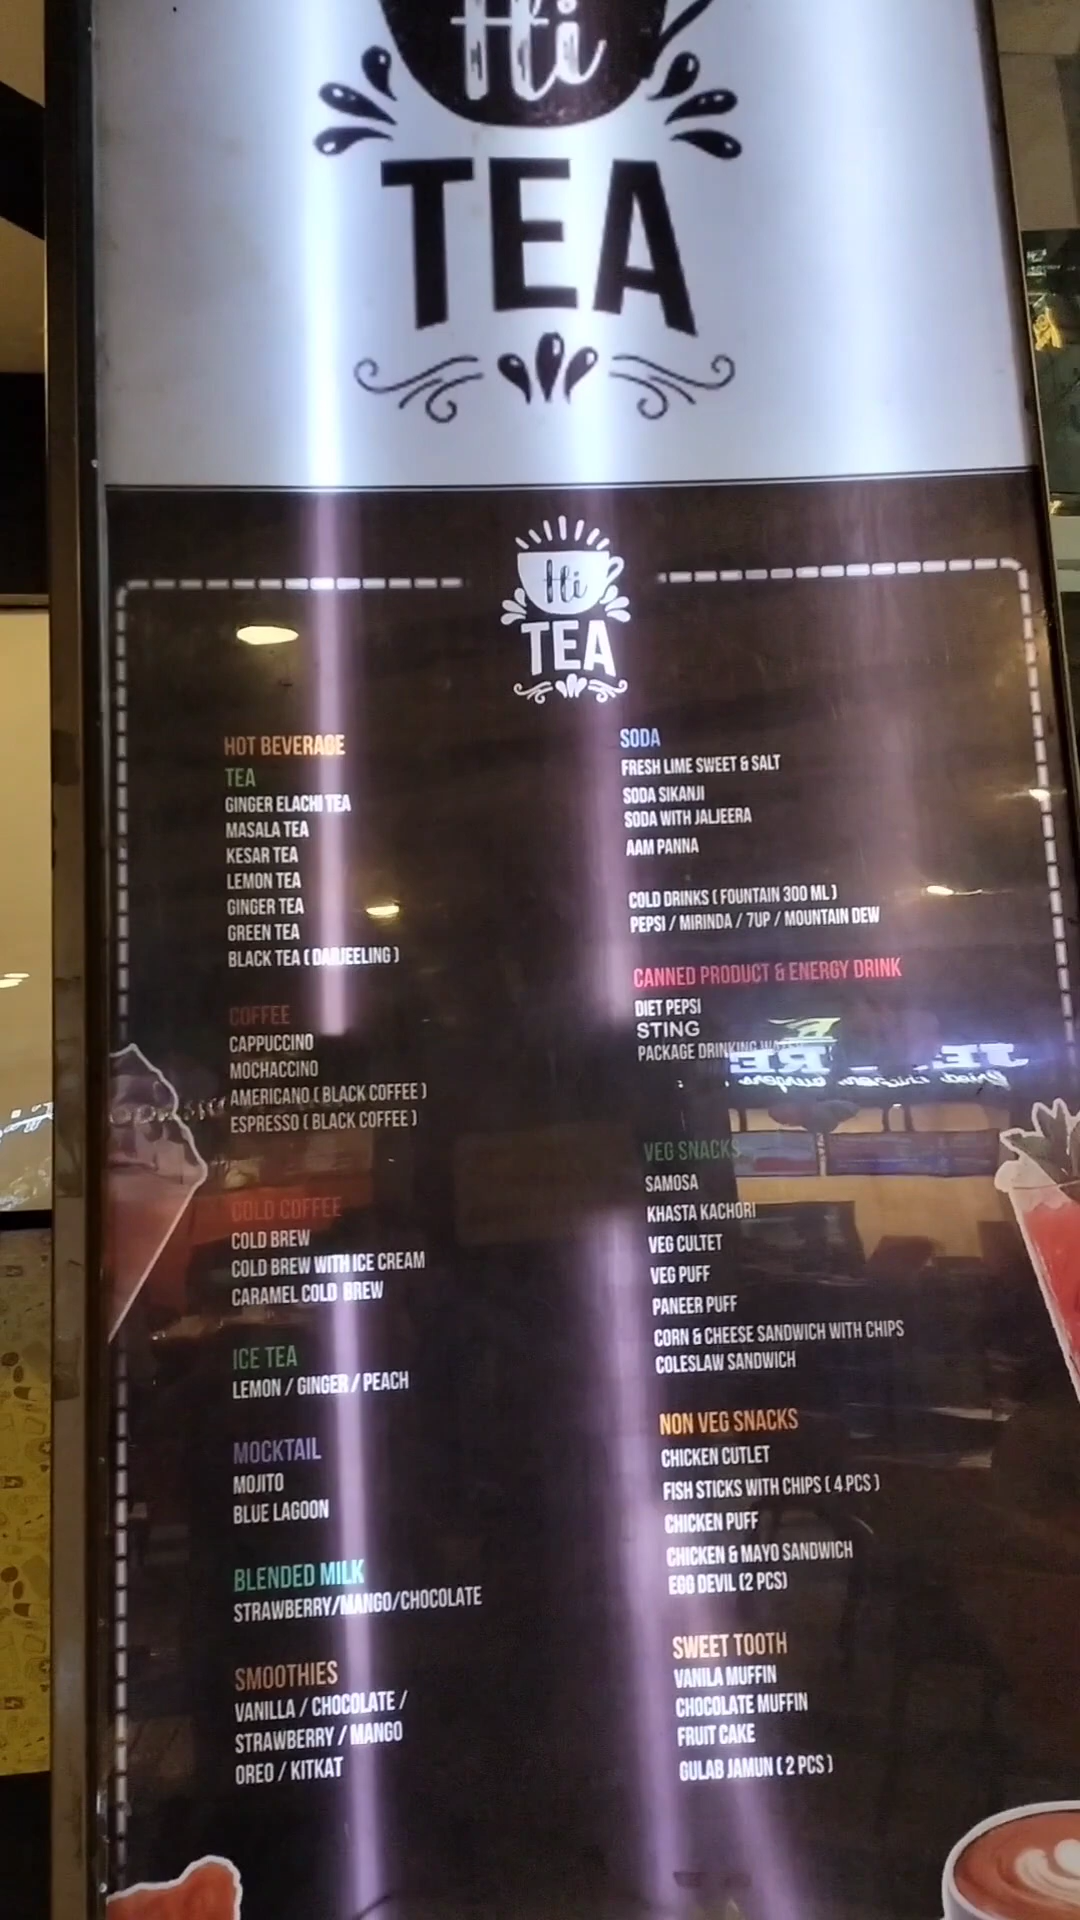 Hi
TEA
Hi
TEA
HOT BEVERAGE
TEA
GINGER ELACHI TEA
MASALA TEA
KESAR TEA
LEMON TEA
GINGER TEA
GREEN TEA
BLACK TEA ( DARJEELING )
COFFEE
CAPPUCCINO
MOCHACCINO
AMERICANO ( BLACK COFFEE )
ESPRESSO ( BLACK COFFEE )
COLD COFFEE
COLD BREW
COLD BREW WITH ICE CREAM
CARAMEL COLD BREW
ICE TEA
LEMON / GINGER / PEACH
MOCKTAIL
MOJITO
BLUE LAGOON
BLENDED MILK
STRAWBERRY/MANGO/CHOCOLATE
SMOOTHIES
VANILLA / CHOCOLATE /
STRAWBERRY / MANGO
OREO / KITKAT
SODA
FRESH LIME SWEET & SALT
SODA SIKANJI
SODA WITH JALJEERA
AAM PANNA
COLD DRINKS ( FOUNTAIN 300 ML )
PEPSI / MIRINDA / 7UP / MOUNTAIN DEW
CANNED PRODUCT & ENERGY DRINK
DIET PEPSI
STING
PACKAGE DRINKING WATER
VEG SNACKS
SAMOSA
KHASTA KACHORI
VEG CULTET
VEG PUFF
PANEER PUFF
CORN & CHEESE SANDWICH WITH CHIPS
COLESLAW SANDWICH
NON VEG SNACKS
CHICKEN CUTLET
FISH STICKS WITH CHIPS ( 4 PCS )
CHICKEN PUFF
CHICKEN & MAYO SANDWICH
EGG DEVIL (2 PCS)
SWEET TOOTH
VANILA MUFFIN
CHOCOLATE MUFFIN
FRUIT CAKE
GULAB JAMUN ( 2 PCS )